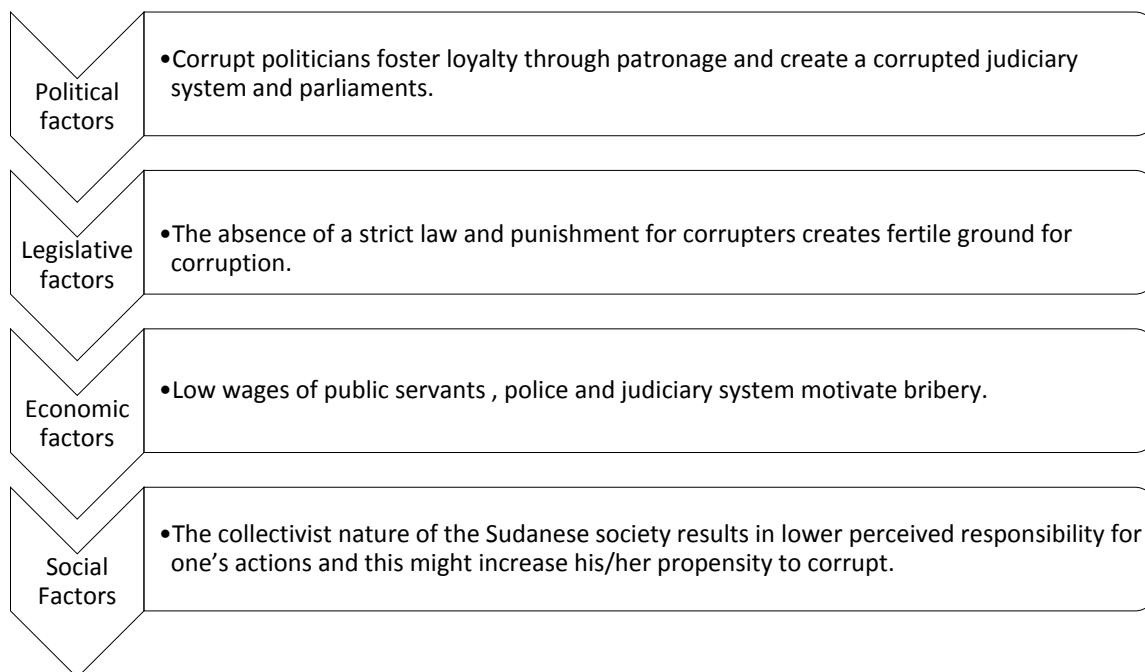 Political
factors
•Corrupt politicians foster loyalty through patronage and create a corrupted judiciary
system and parliaments.
Legislative
factors
•The absence of a strict law and punishment for corrupters creates fertile ground for
corruption.
Economic
factors
•Low wages of public servants , police and judiciary system motivate bribery.
Social
Factors
•The collectivist nature of the Sudanese society results in lower perceived responsibility for
one’s actions and this might increase his/her propensity to corrupt.